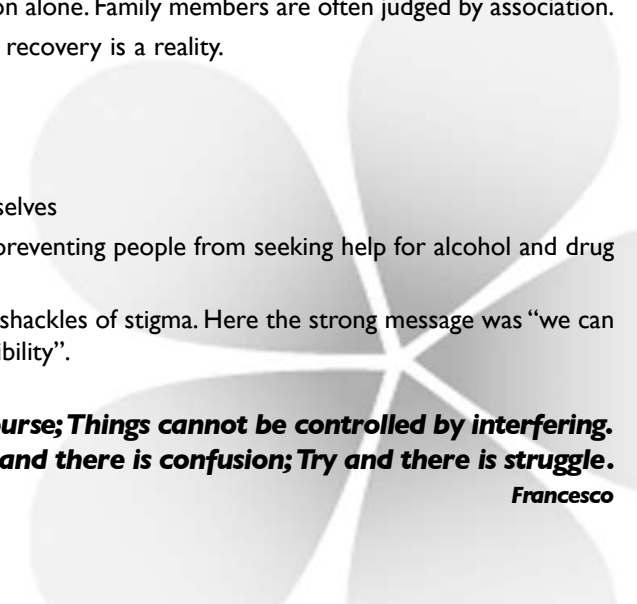 on alone. Family members are often judged by association.
recovery is a reality.
selves
preventing people from seeking help for alcohol and drug
shackles of stigma. Here the strong message was “we can
ibility”.
ourse; Things cannot be controlled by interfering.
and there is confusion; Try and there is struggle.
Francesco